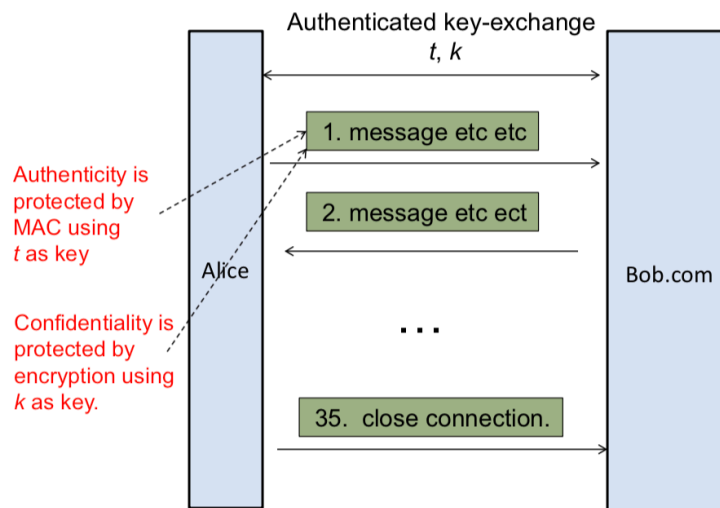 Authenticated key-exchange
t, k
1. message etc etc
Authenticity is
protected by
MAC using
t as key
2. message etc ect
Alice
Bob.com
...
Confidentiality is
protected by
encryption using
k as key.
35. close connection.